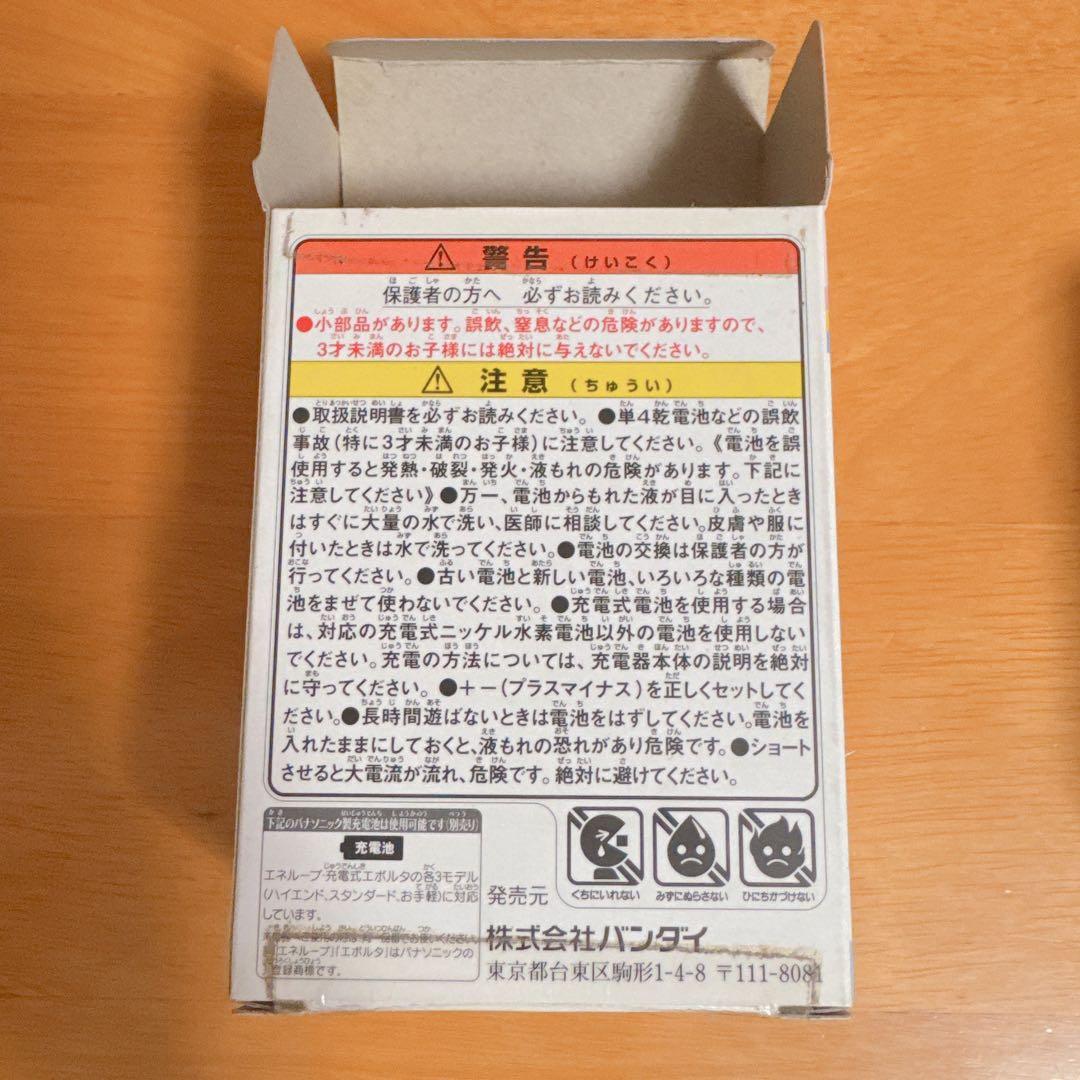 警告（けいこく）
保護者の方へ 必ずお読みください。
●小部品があります。誤飲、窒息などの危険がありますので、
3才未満のお子様には絶対に与えないでください。
注意（ちゅうい）
●取扱説明書を必ずお読みください。●単4乾電池などの誤飲
事故（特に3才未満のお子様）に注意してください。《電池を誤
使用すると発熱・破裂・発火・液もれの危険があります。下記に
注意してください》●万一、電池からもれた液が目に入ったとき
はすぐに大量の水で洗い、医師に相談してください。皮膚や服に
付いたときは水で洗ってください。●電池の交換は保護者の方が
行ってください。●古い電池と新しい電池、いろいろな種類の電
池をまぜて使わないでください。●充電式電池を使用する場合
は、対応の充電式ニッケル水素電池以外の電池を使用しない
でください。充電の方法については、充電器本体の説明を絶対
に守ってください。●＋－（プラスマイナス）を正しくセットしてく
ださい。●長時間遊ばないときは電池をはずしてください。電池を
入れたままにしておくと、液もれの恐れがあり危険です。●ショート
させると大電流が流れ、危険です。絶対に避けてください。
下記のパナソニック製充電池は使用可能です（別売り）
充電池
エネループ・充電式エボルタの各3モデル
（ハイエンド、スタンダード、お手軽）に対応
しています。
でお使いください
「エネループ」「エボルタ」はパナソニックの
登録商標です。
くちにいれない
みずにぬらさない
ひにちかづけない
発売元
株式会社バンダイ
東京都台東区駒形1-4-8 〒111-8081